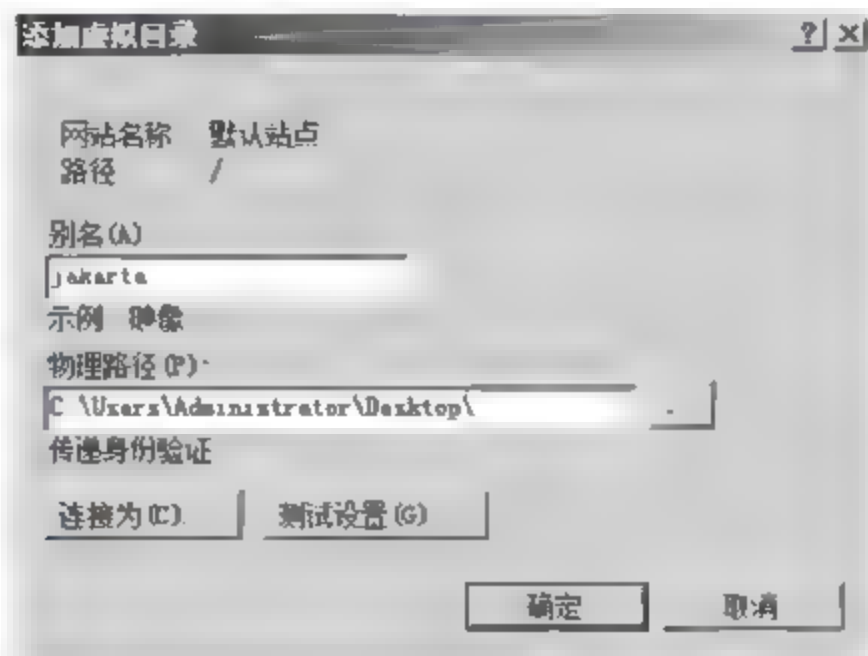 添加虚拟目录
网站名称 默认站点
路径 /
别名(A)
jakarta
示例 映像
物理路径(P):
C \Users\Administrator\Desktop\
传递身份验证
连接为(C) 测试设置(G)
确定 取消